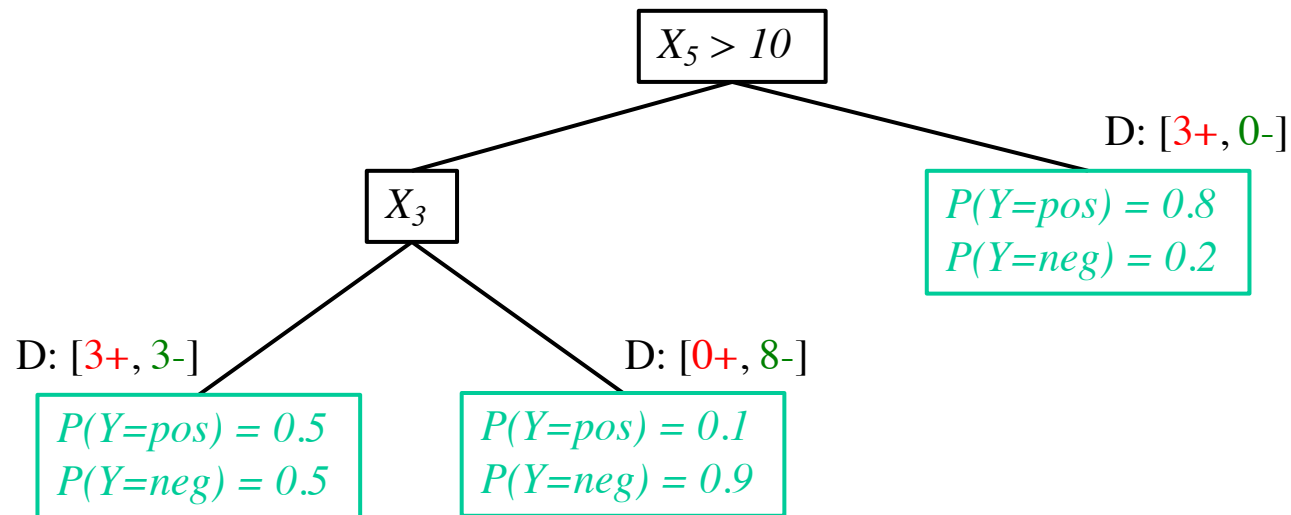 X₅ > 10
D: [3+, 0-]
X₃
P(Y=pos) = 0.8
P(Y=neg) = 0.2
D: [3+, 3-]
D: [0+, 8-]
P(Y=pos) = 0.5
P(Y=neg) = 0.5
P(Y=pos) = 0.1
P(Y=neg) = 0.9